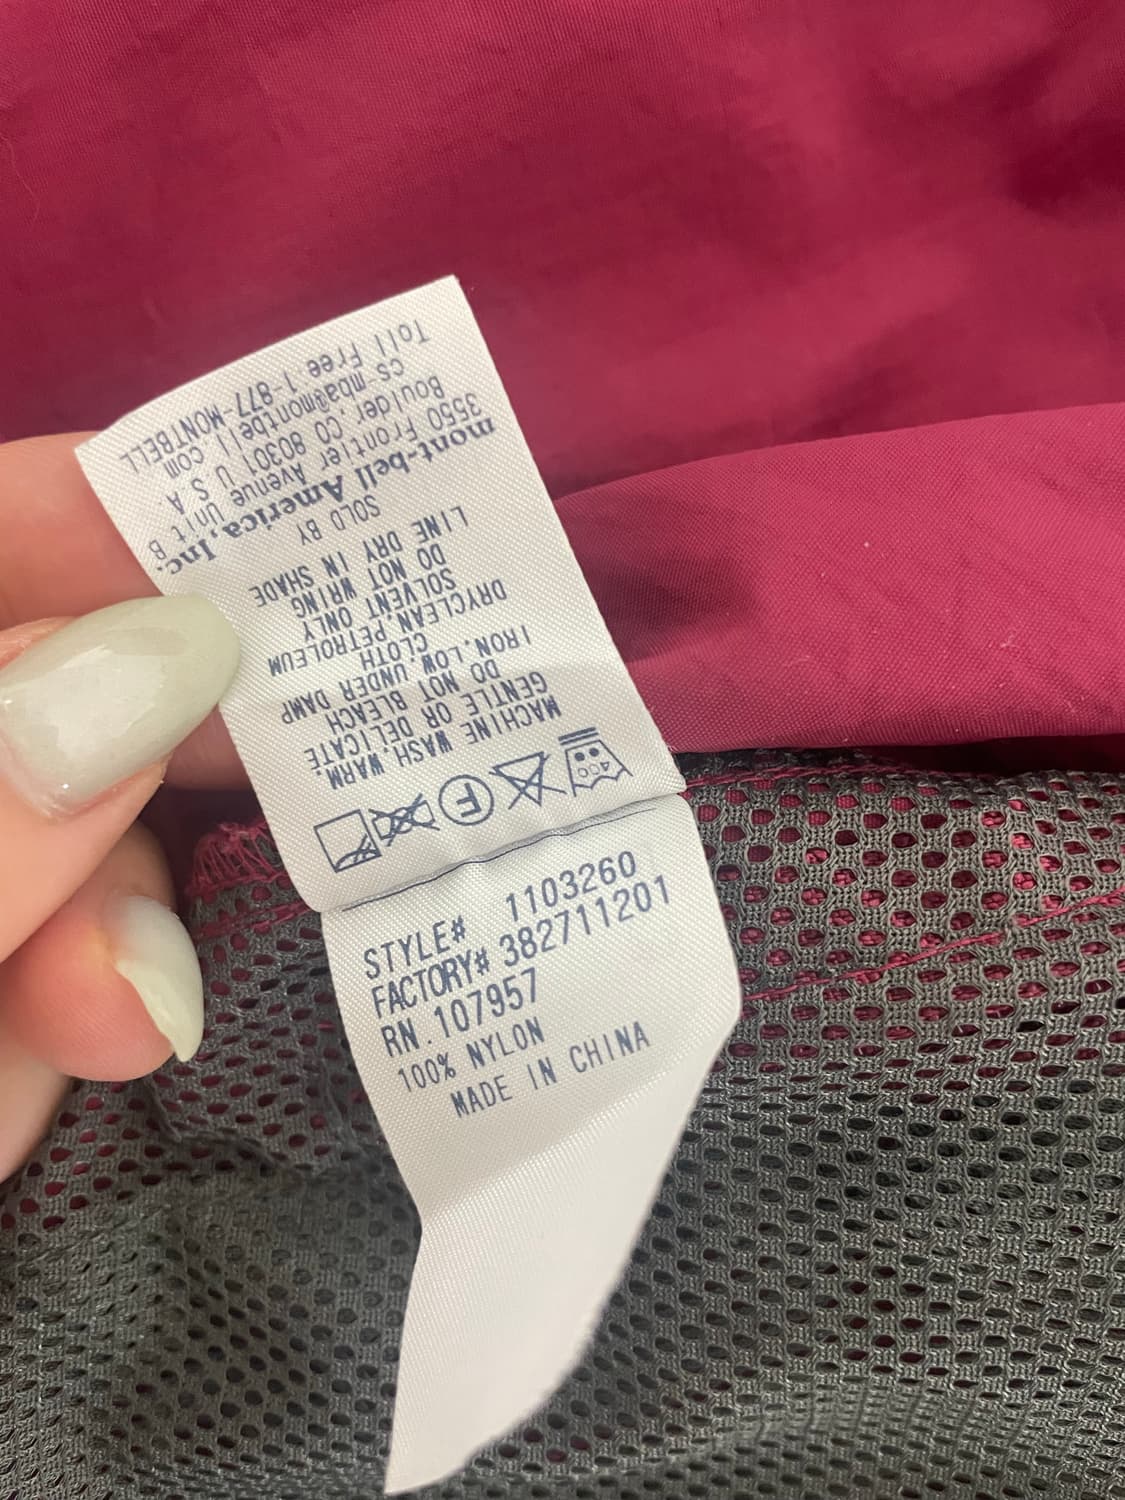 STYLE# 1103260
FACTORY# 382711201
RN. 107957
100% NYLON
MADE IN CHINA
MACHINE WASH, WARM.
GENTLE OR DELICATE
DO NOT BLEACH
IRON, LOW, UNDER DAMP
CLOTH
DRYCLEAN, PETROLEUM
SOLVENT ONLY
DO NOT WRING
LINE DRY IN SHADE
SOLD BY
mont-bell America, Inc.
3550 Frontier Avenue Unit B
Boulder, CO 80301 U.S.A.
cs-mba@montbell.com
Toll Free 1-877-MONTBELL
F